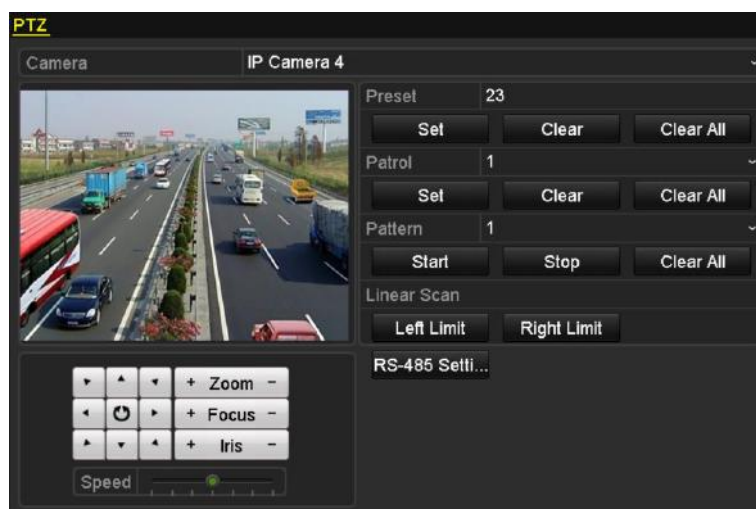 PTZ
Camera IP Camera 4
Preset 23
Set Clear Clear All
Patrol 1
Set Clear Clear All
Pattern 1
Start Stop Clear All
Linear Scan
Left Limit Right Limit
RS-485 Setti...
+ Zoom -
+ Focus -
+ Iris -
Speed